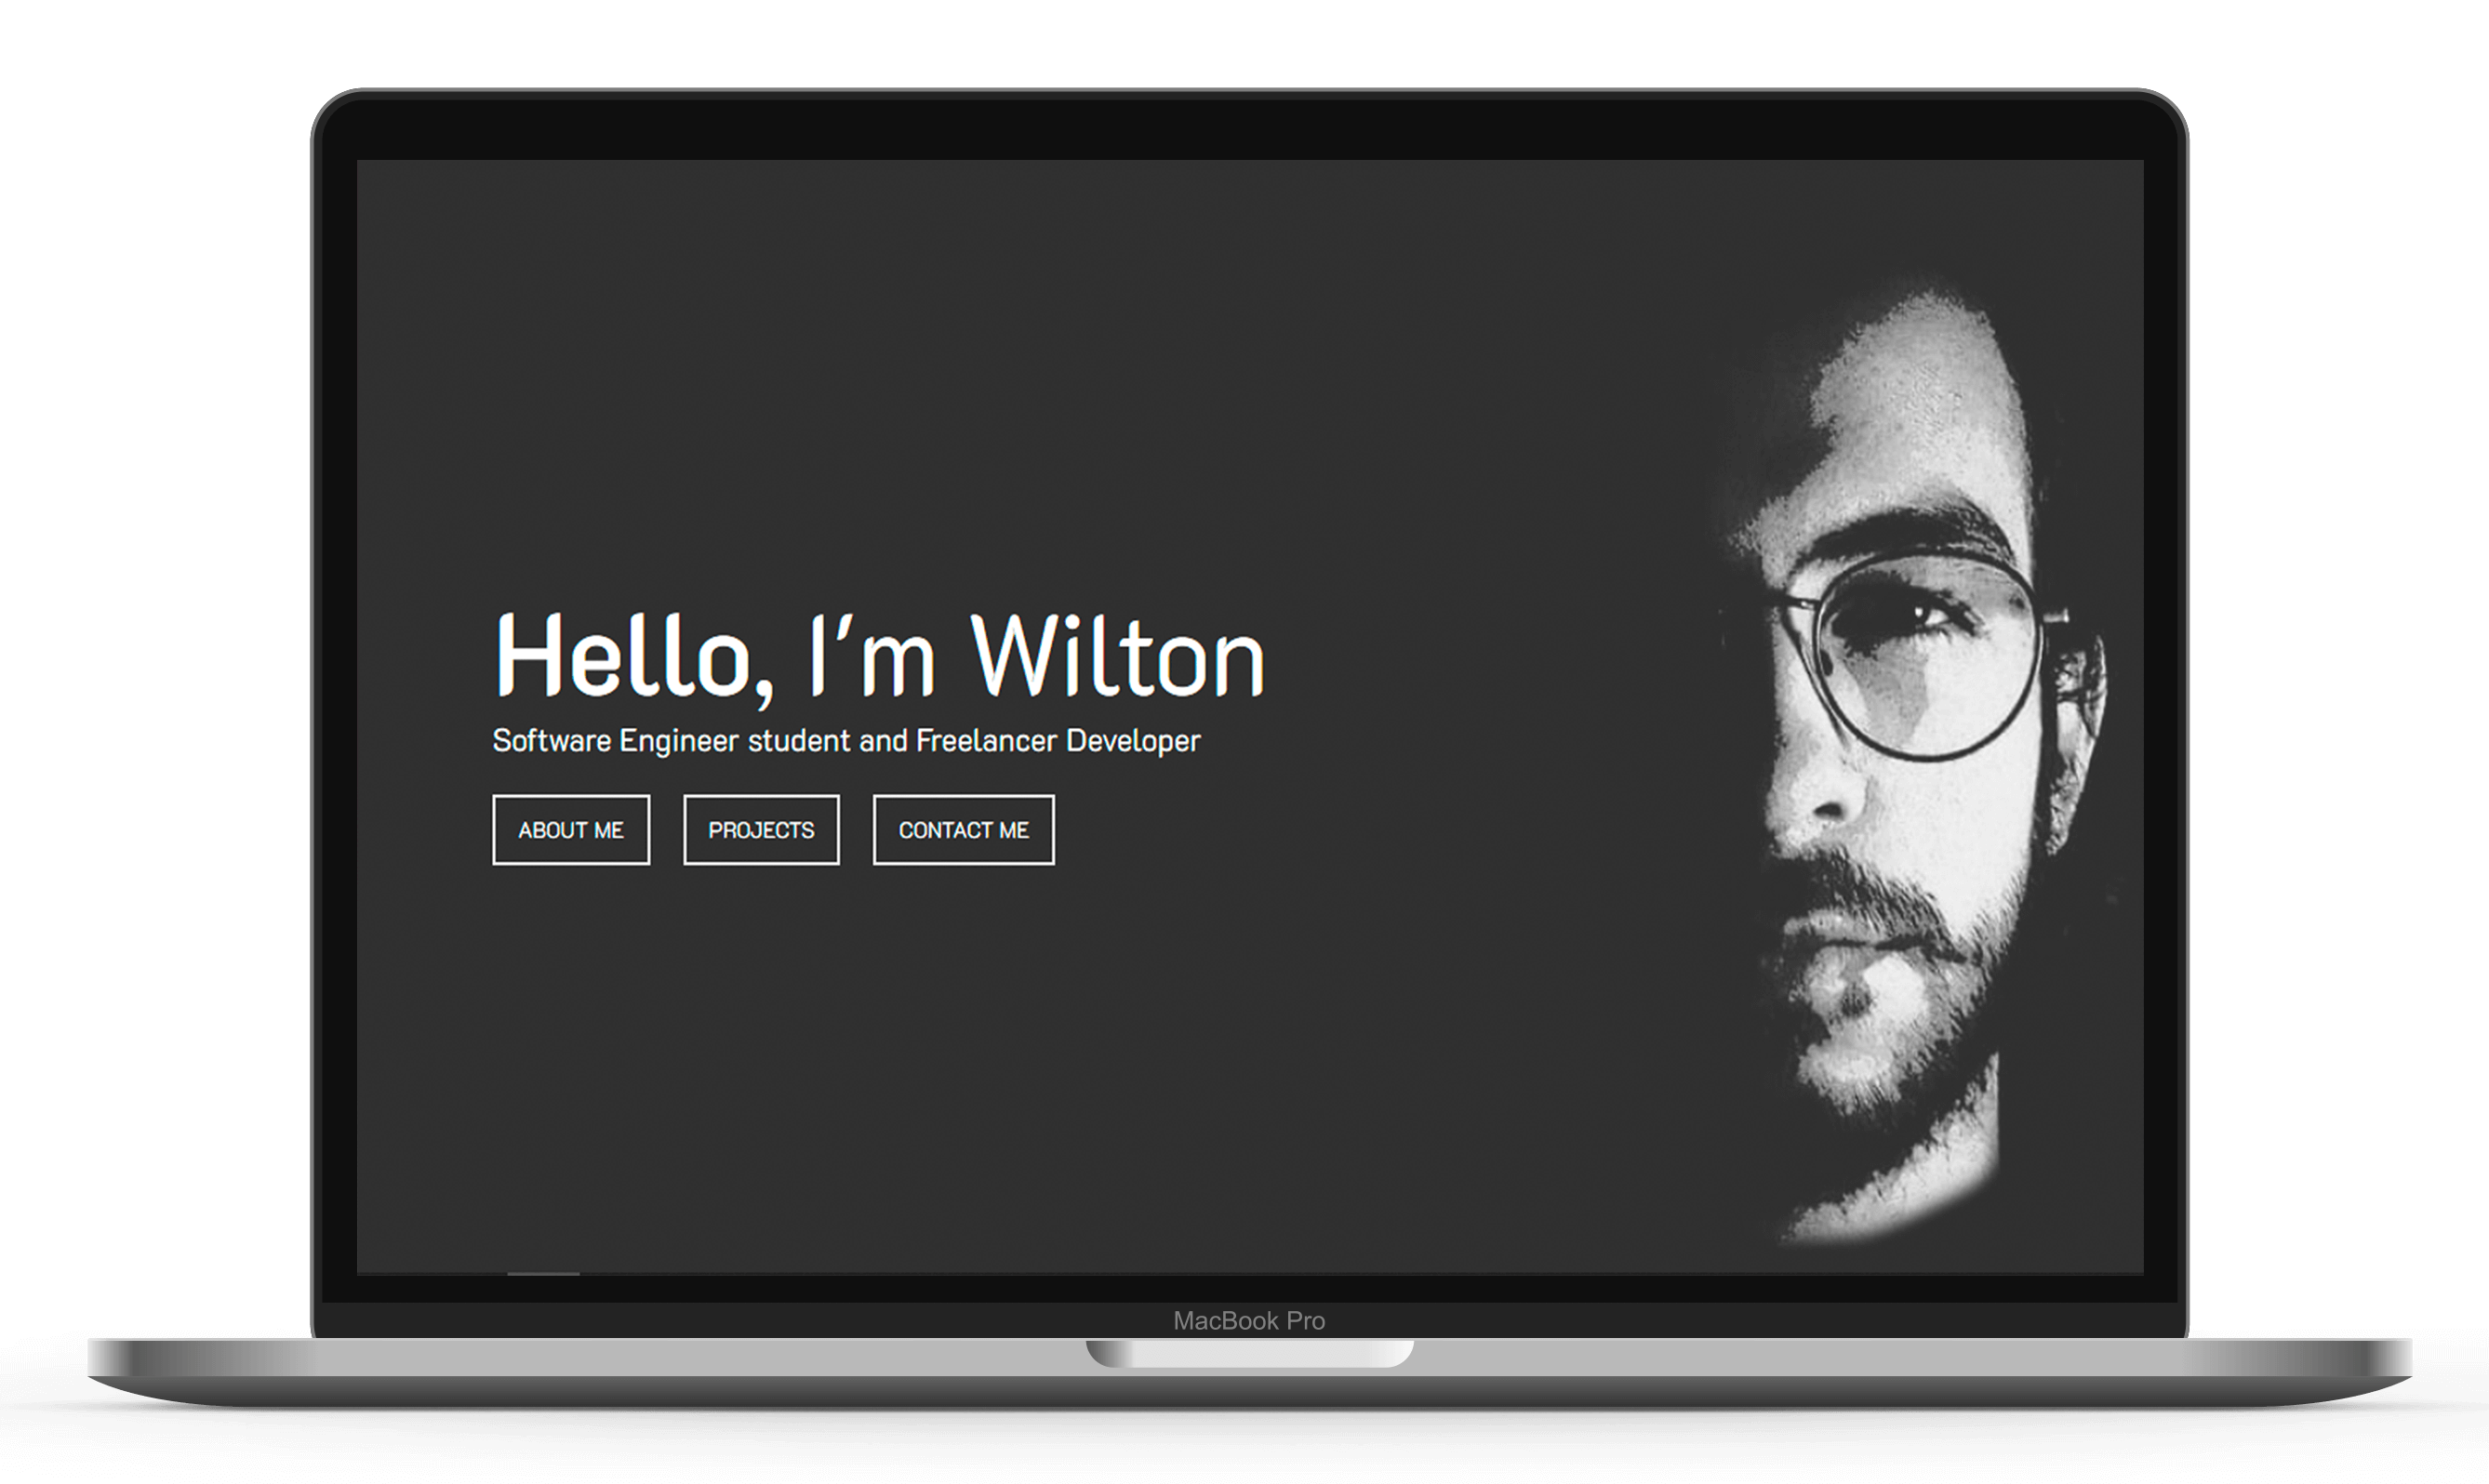 Hello, I'm Wilton
Software Engineer student and Freelancer Developer
ABOUT ME PROJECTS CONTACT ME
MacBook Pro